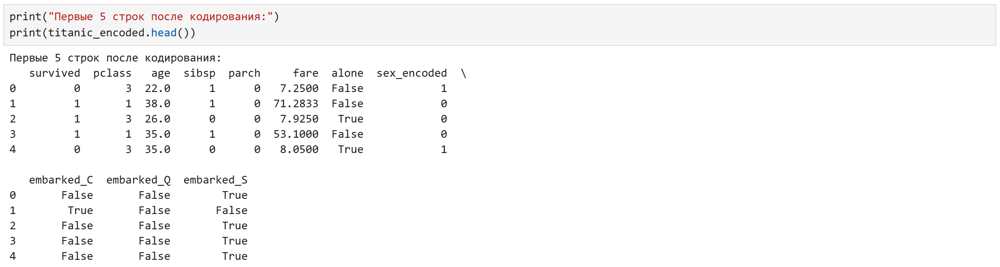 print("Первые 5 строк после кодирования:")
print(titanic_encoded.head())
Первые 5 строк после кодирования:
   survived  pclass   age  sibsp  parch     fare  alone  sex_encoded  \
0         0       3  22.0      1      0   7.2500  False            1
1         1       1  38.0      1      0  71.2833  False            0
2         1       3  26.0      0      0   7.9250   True            0
3         1       1  35.0      1      0  53.1000  False            0
4         0       3  35.0      0      0   8.0500   True            1
   embarked_C  embarked_Q  embarked_S
0       False       False        True
1        True       False       False
2       False       False        True
3       False       False        True
4       False       False        True